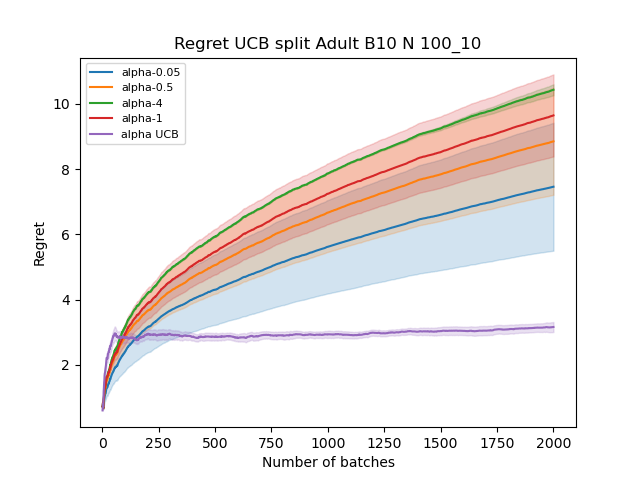 Regret UCB split Adult B10 N 100_10
alpha-0.05
alpha-0.5
alpha-4
alpha-1
alpha UCB
10
8
6
4
2
Regret
0
250
500
750
1000
1250
1500
1750
2000
Number of batches